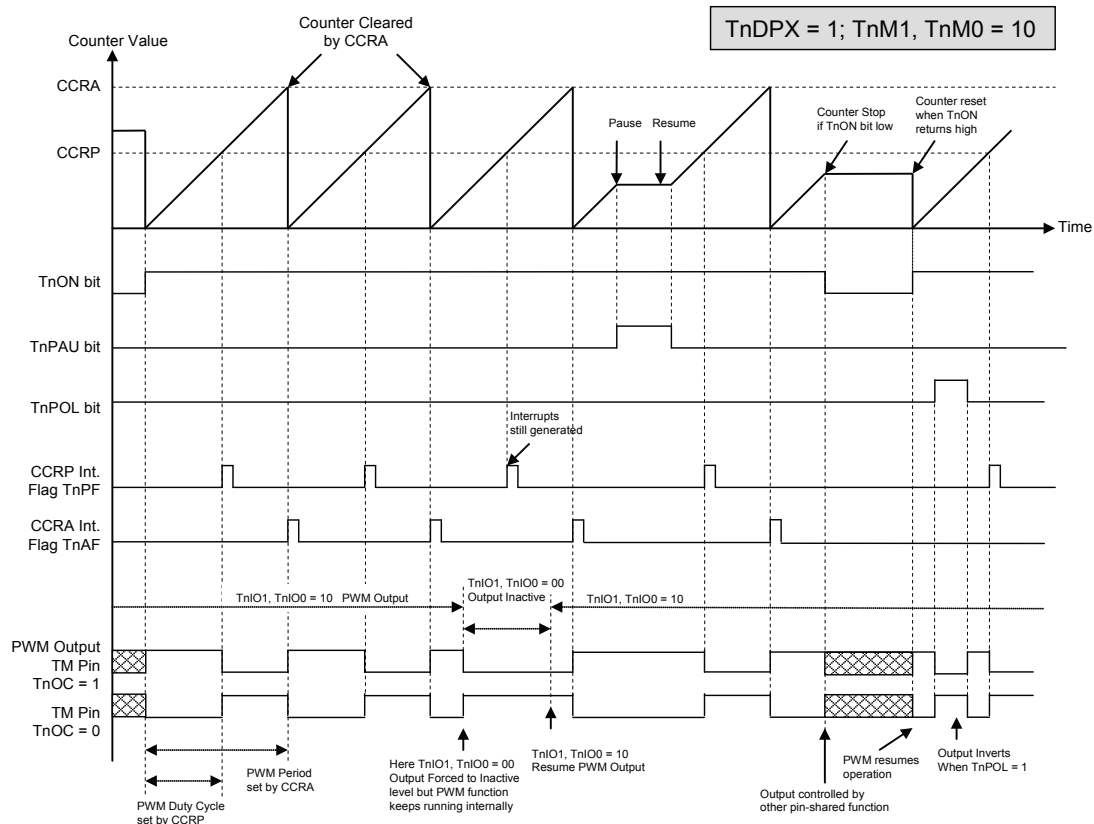 TnDPX = 1; TnM1, TnM0 = 10
Counter Value
Counter Cleared
by CCRA
CCRA
CCRP
Pause
Resume
Counter Stop
if TnON bit low
Counter reset
when TnON
returns high
Time
TnON bit
TnPAU bit
TnPOL bit
Interrupts
still generated
CCRP Int.
Flag TnPF
CCRA Int.
Flag TnAF
TnIO1, TnIO0 = 10 PWM Output
TnIO1, TnIO0 = 00
Output Inactive
TnIO1, TnIO0 = 10
PWM Output
TM Pin
TnOC = 1
TM Pin
TnOC = 0
PWM Duty Cycle
set by CCRP
PWM Period
set by CCRA
Here TnIO1, TnIO0 = 00
Output Forced to Inactive
level but PWM function
keeps running internally
TnIO1, TnIO0 = 10
Resume PWM Output
Output controlled by
other pin-shared function
PWM resumes
operation
Output Inverts
When TnPOL = 1